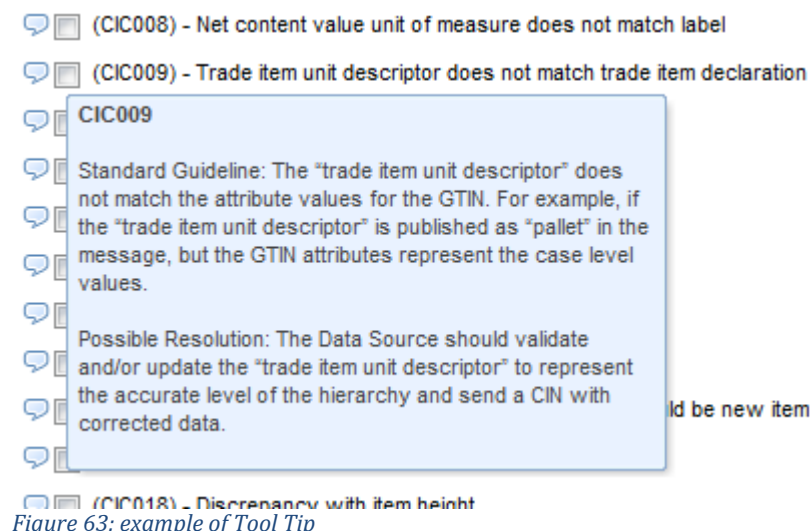 (CIC008) - Net content value unit of measure does not match label
(CIC009) - Trade item unit descriptor does not match trade item declaration
CIC009
Standard Guideline: The “trade item unit descriptor” does
not match the attribute values for the GTIN. For example, if
the “trade item unit descriptor” is published as “pallet” in the
message, but the GTIN attributes represent the case level
values.
Possible Resolution: The Data Source should validate
and/or update the “trade item unit descriptor” to represent
the accurate level of the hierarchy and send a CIN with
corrected data.
be new item
(CIC018) - Discrepancy with item height
Figure 63: example of Tool Tip